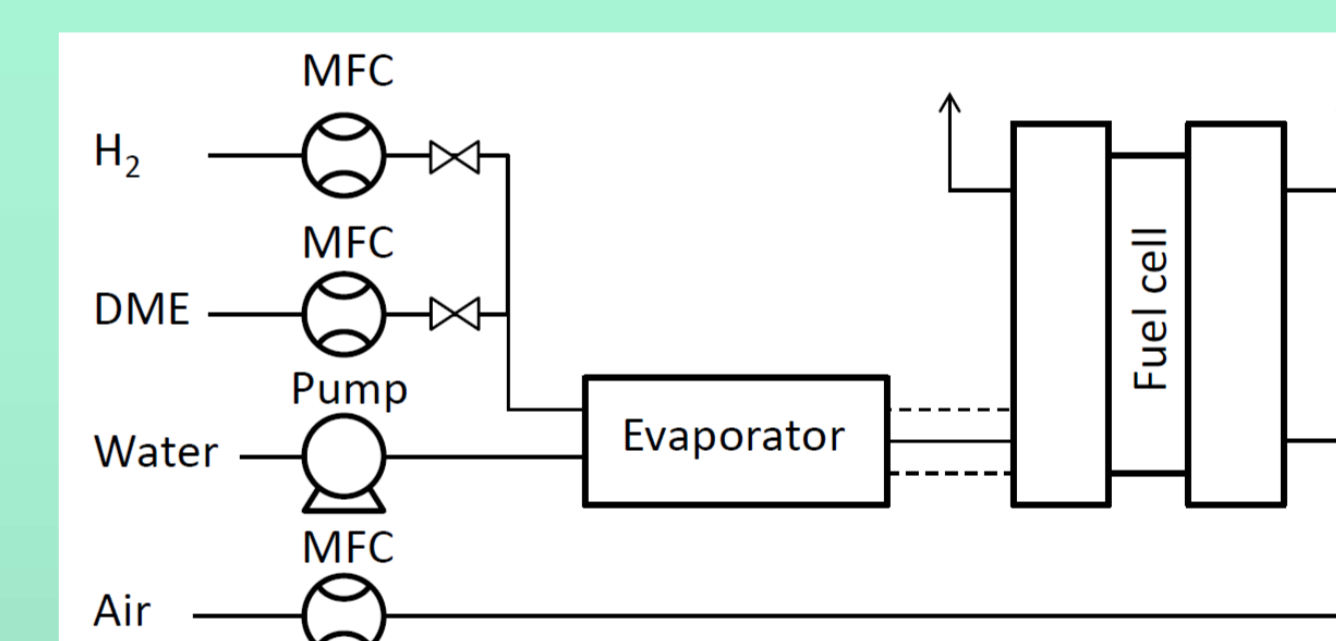 MFC
H₂
MFC
DME
Pump
Water
Evaporator
Fuel cell
MFC
Air